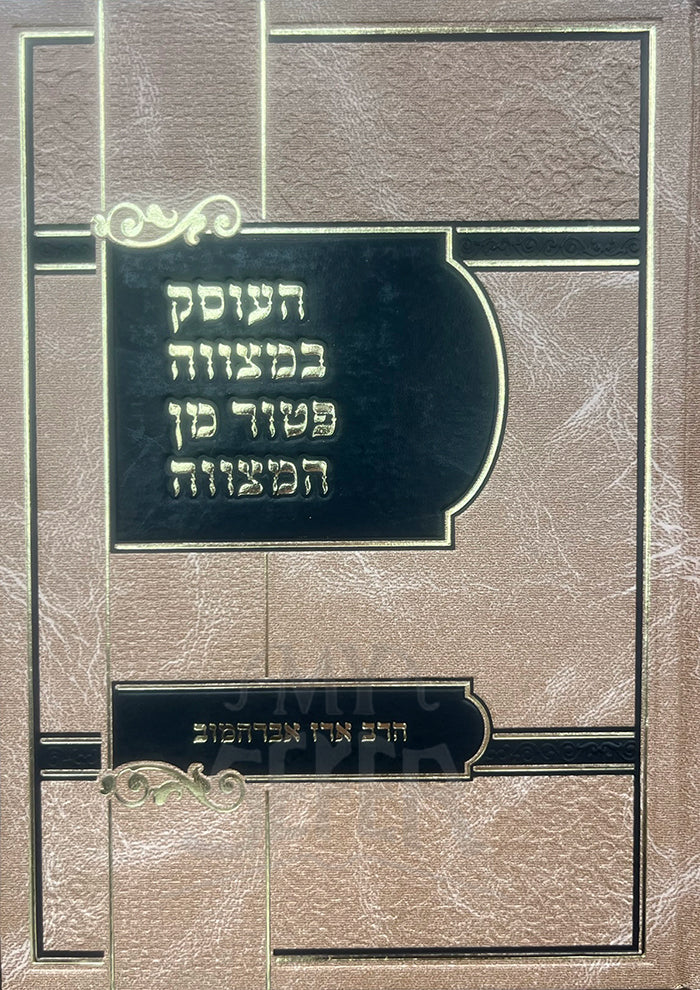 העוסק
במצווה
פטור מן
המצווה
הרב ארז אברהמוב